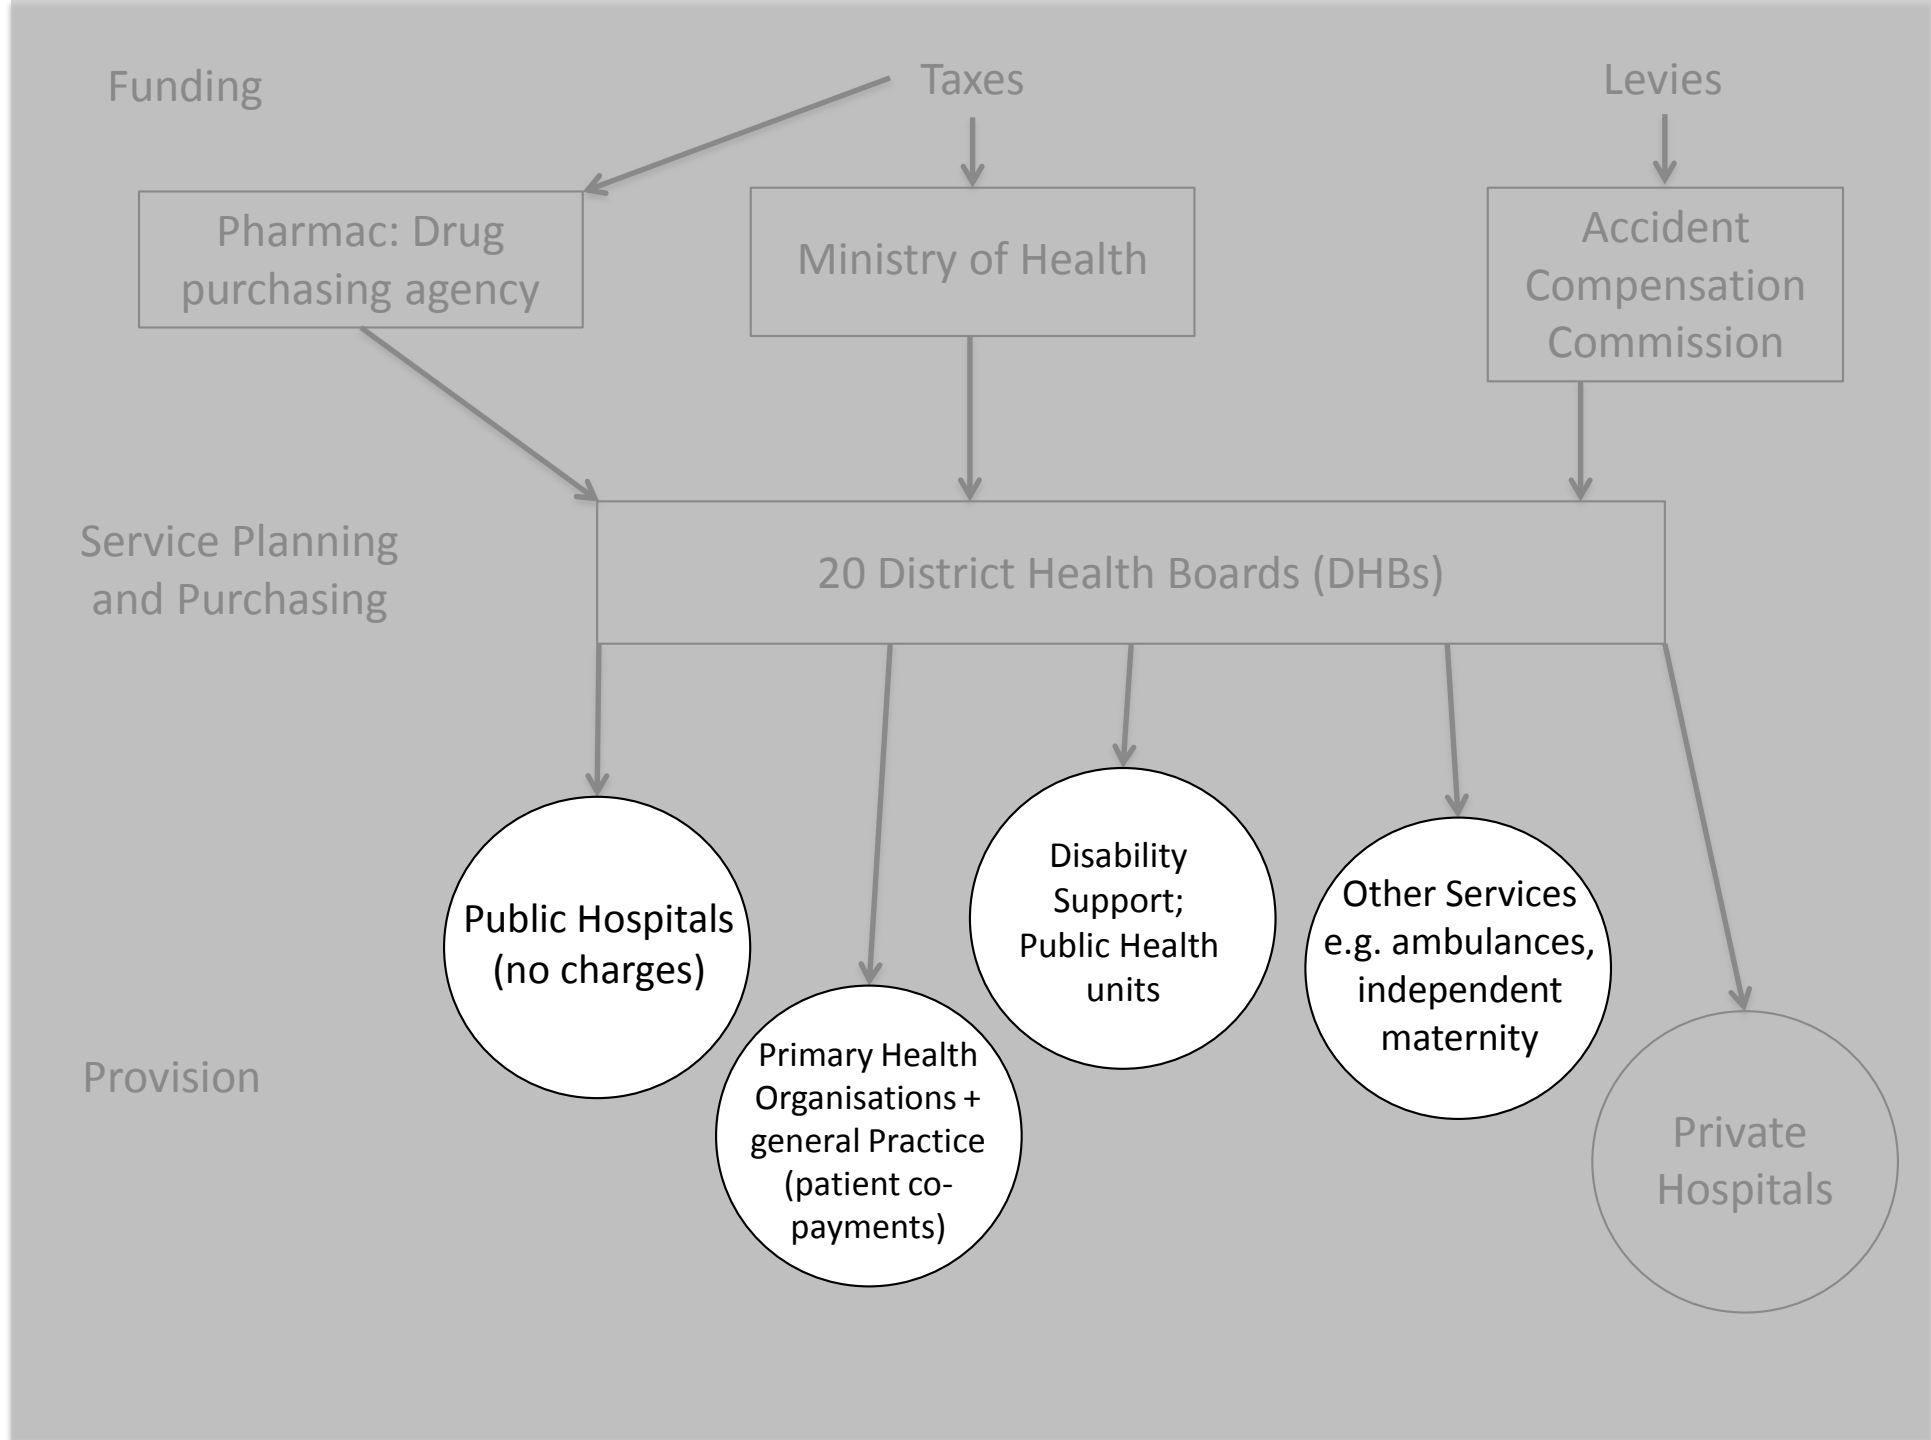 Funding
Taxes
Levies
Pharmac: Drug
purchasing agency
Ministry of Health
Accident
Compensation
Commission
Service Planning
and Purchasing
20 District Health Boards (DHBs)
Provision
Public Hospitals
(no charges)
Primary Health
Organisations +
general Practice
(patient co-
payments)
Disability
Support;
Public Health
units
Other Services
e.g. ambulances,
independent
maternity
Private
Hospitals